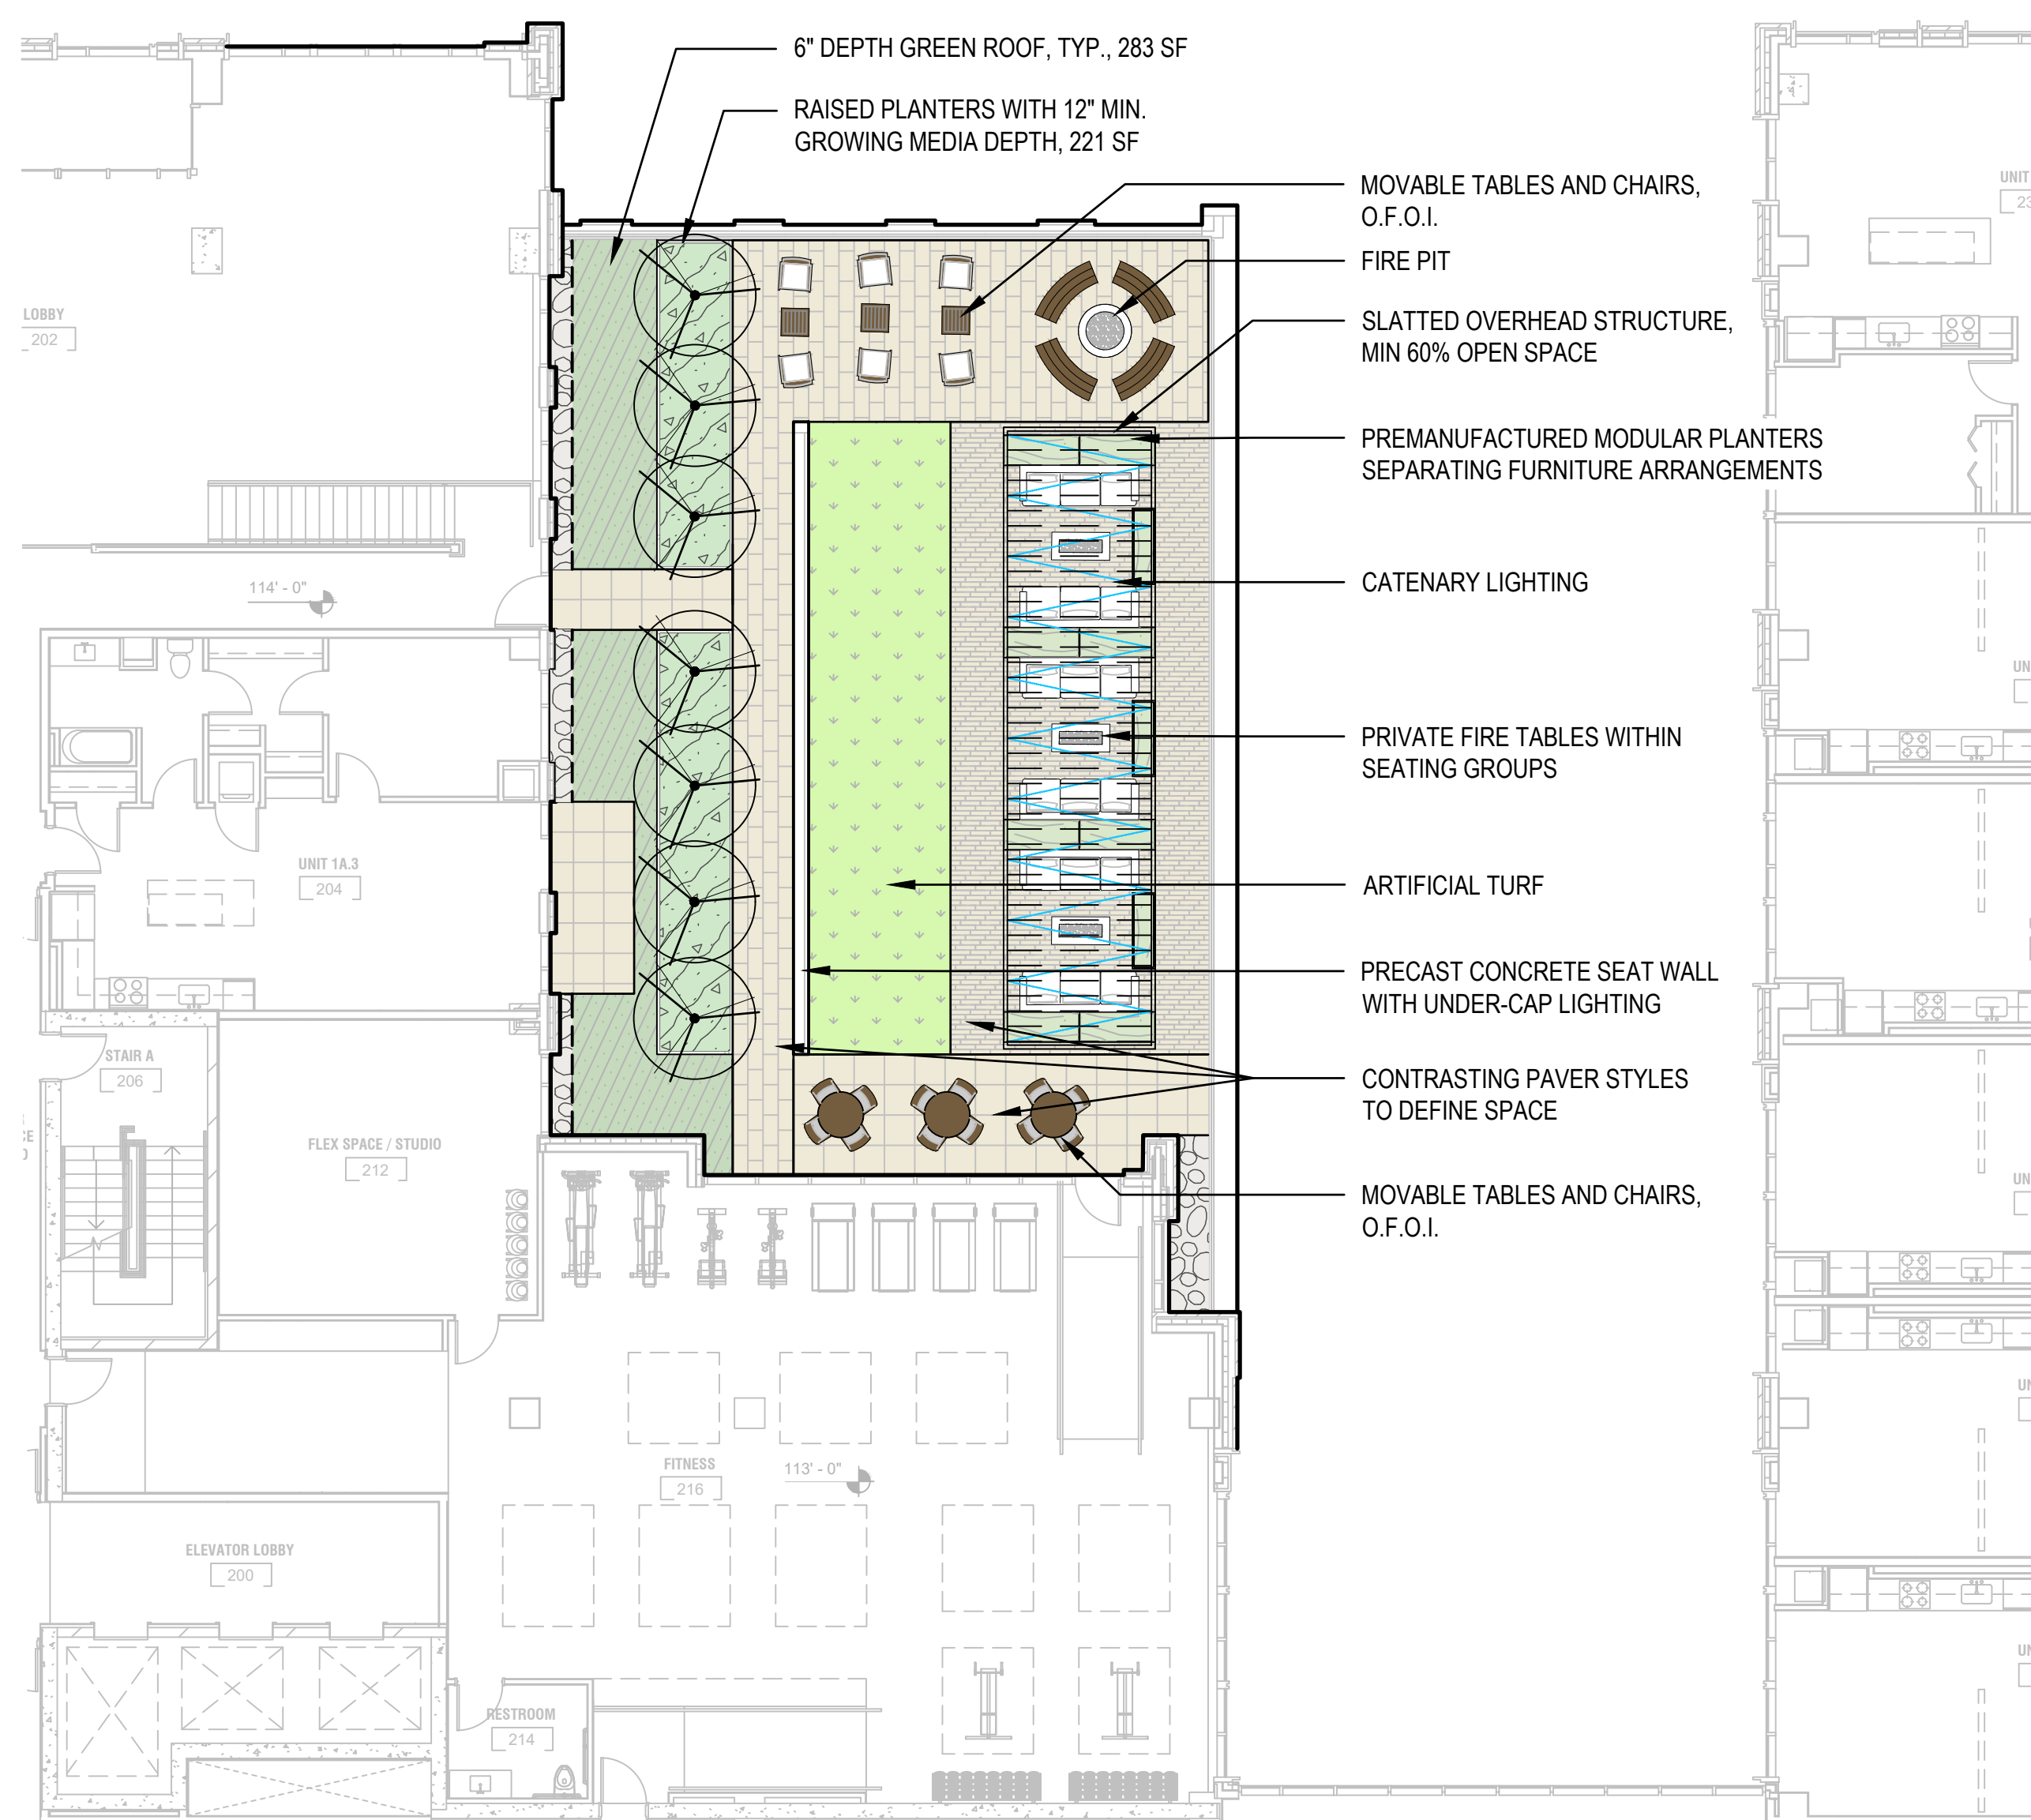 6" DEPTH GREEN ROOF, TYP., 283 SF
RAISED PLANTERS WITH 12" MIN.
GROWING MEDIA DEPTH, 221 SF
MOVABLE TABLES AND CHAIRS,
O.F.O.I.
FIRE PIT
SLATTED OVERHEAD STRUCTURE,
MIN 60% OPEN SPACE
PREMANUFACTURED MODULAR PLANTERS
SEPARATING FURNITURE ARRANGEMENTS
CATENARY LIGHTING
PRIVATE FIRE TABLES WITHIN
SEATING GROUPS
ARTIFICIAL TURF
PRECAST CONCRETE SEAT WALL
WITH UNDER-CAP LIGHTING
CONTRASTING PAVER STYLES
TO DEFINE SPACE
MOVABLE TABLES AND CHAIRS,
O.F.O.I.
LOBBY
202
114' - 0"
UNIT 1A.3
204
STAIR A
206
FLEX SPACE / STUDIO
212
FITNESS
216
113' - 0"
ELEVATOR LOBBY
200
RESTROOM
214
UNIT